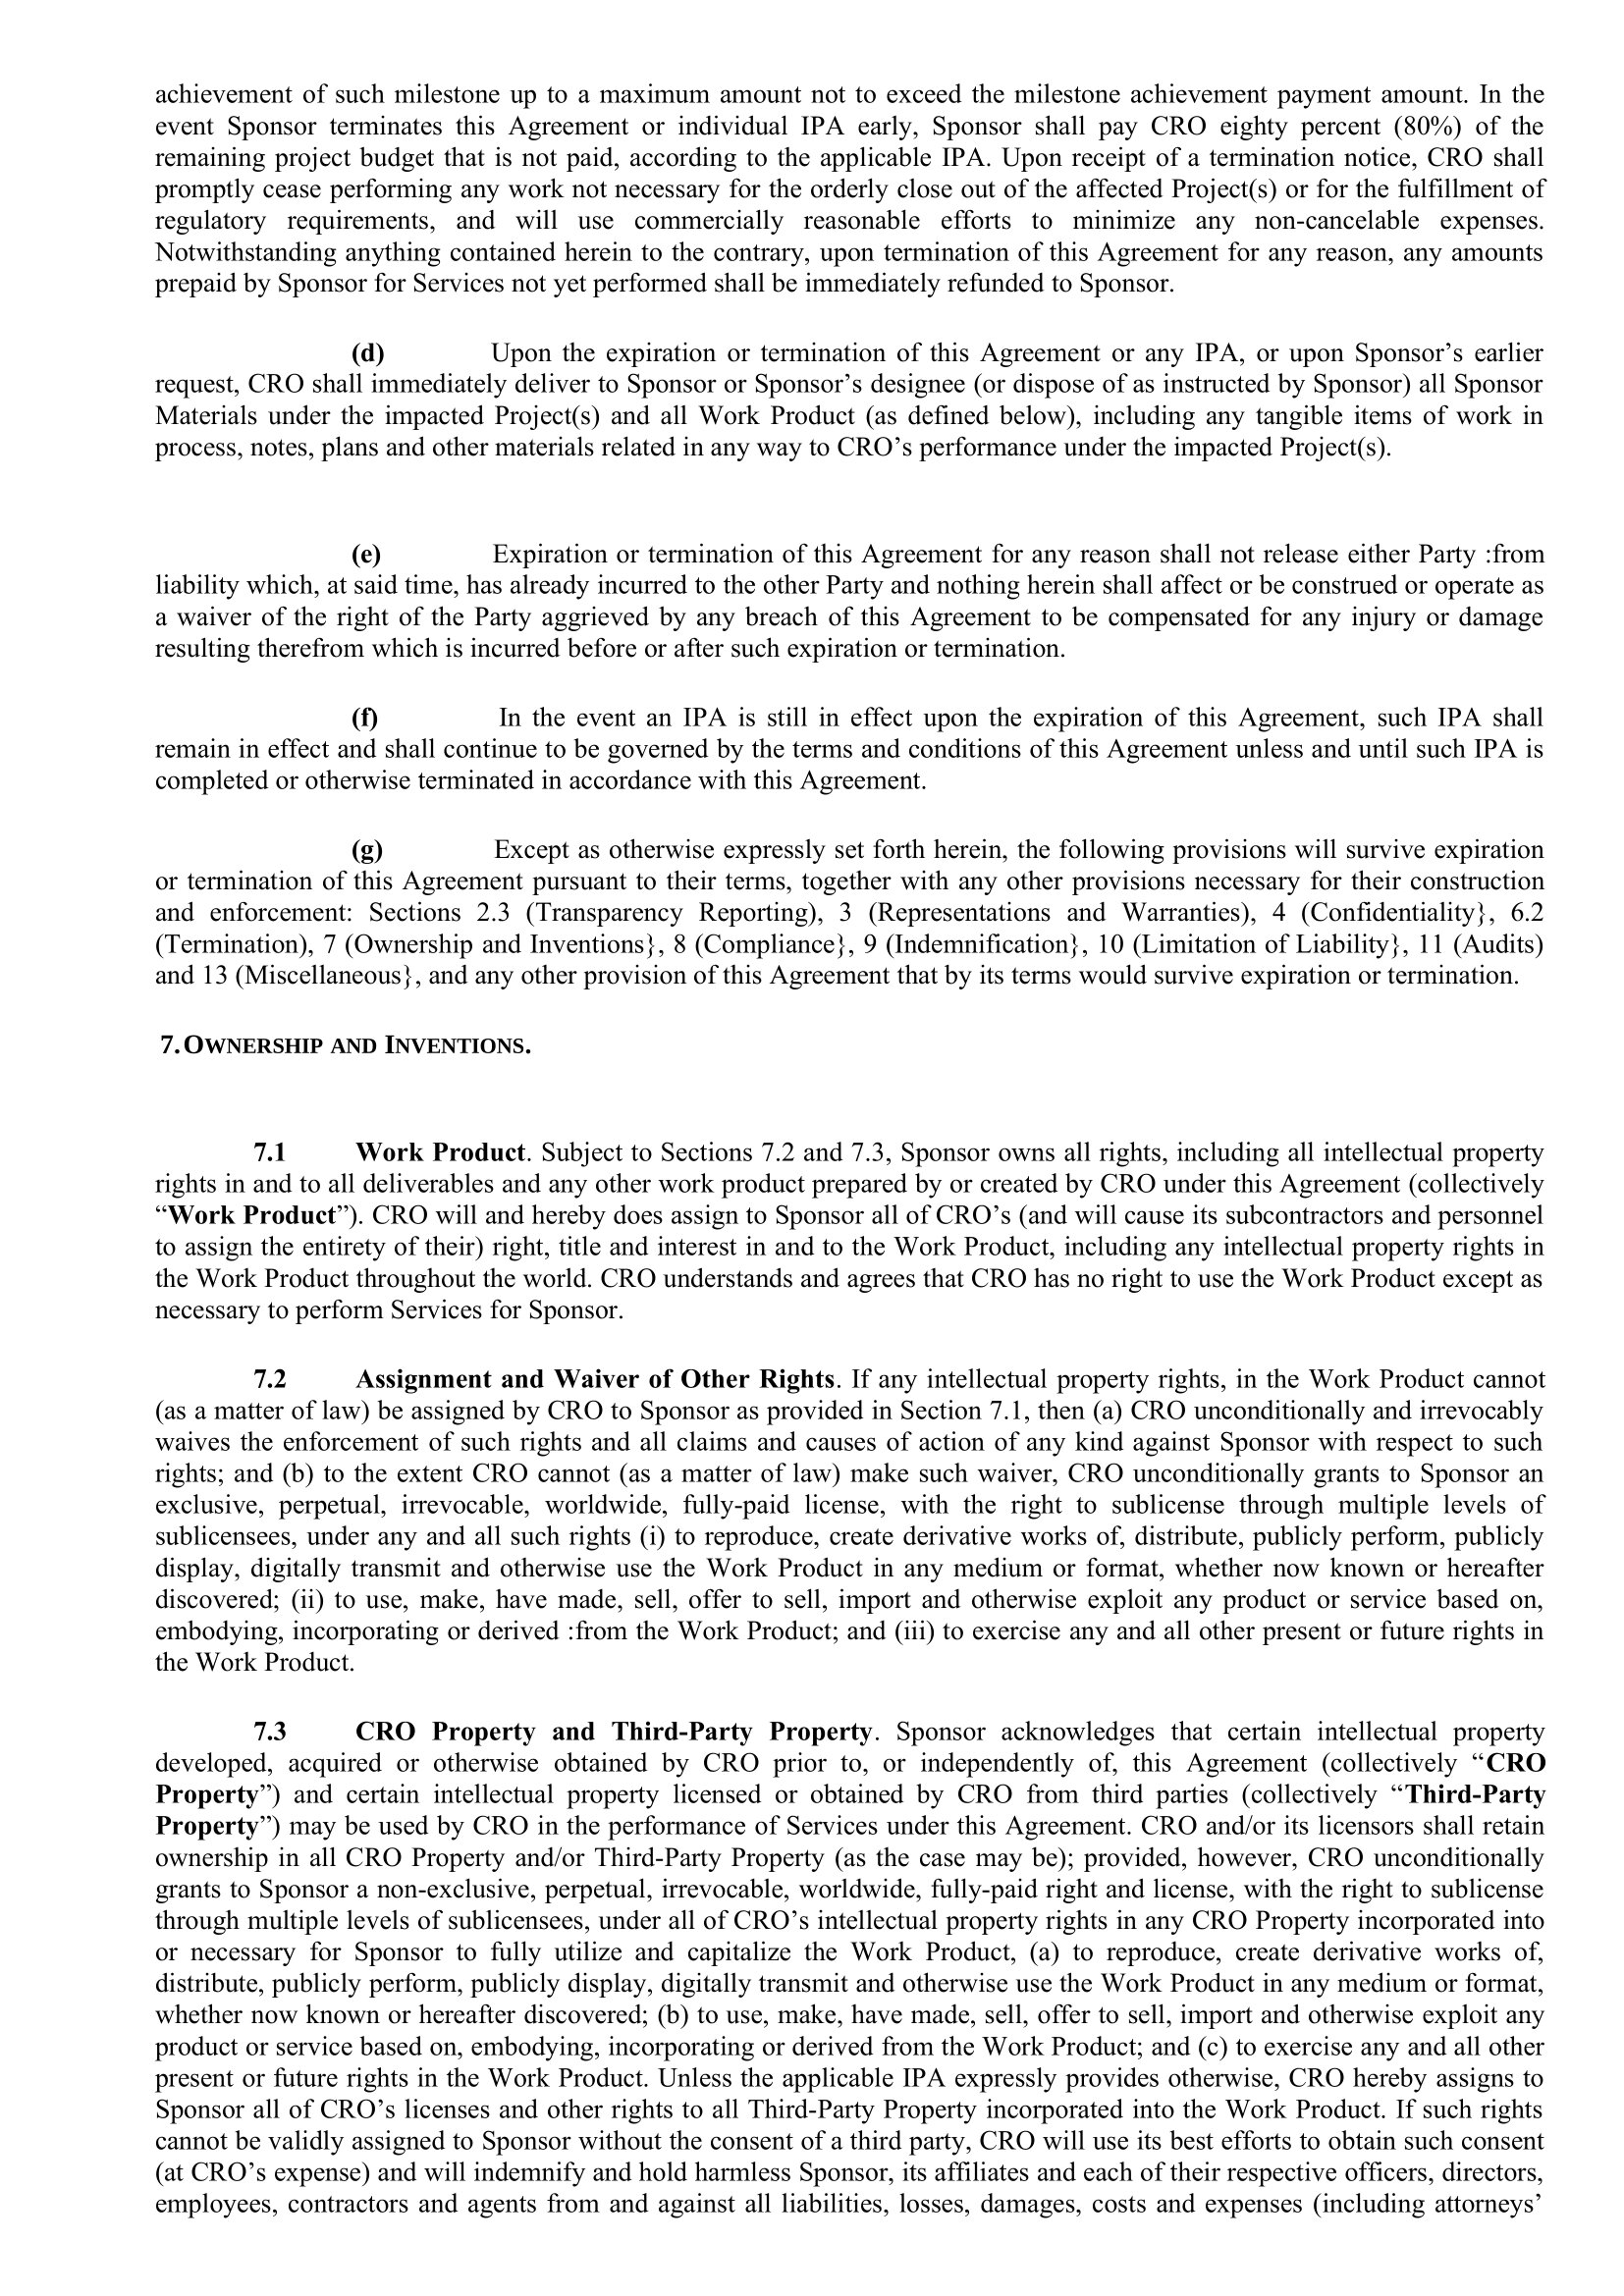 achievement of such milestone up to a maximum amount not to exceed the milestone achievement payment amount. In the
event Sponsor terminates this Agreement or individual IPA early, Sponsor shall pay CRO eighty percent (80%) of the
remaining project budget that is not paid, according to the applicable IPA. Upon receipt of a termination notice, CRO shall
promptly cease performing any work not necessary for the orderly close out of the affected Project(s) or for the fulfillment of
regulatory requirements, and will use commercially reasonable efforts to minimize any non-cancelable expenses.
Notwithstanding anything contained herein to the contrary, upon termination of this Agreement for any reason, any amounts
prepaid by Sponsor for Services not yet performed shall be immediately refunded to Sponsor.
(d) Upon the expiration or termination of this Agreement or any IPA, or upon Sponsor’s earlier
request, CRO shall immediately deliver to Sponsor or Sponsor’s designee (or dispose of as instructed by Sponsor) all Sponsor
Materials under the impacted Project(s) and all Work Product (as defined below), including any tangible items of work in
process, notes, plans and other materials related in any way to CRO’s performance under the impacted Project(s).
(e) Expiration or termination of this Agreement for any reason shall not release either Party :from
liability which, at said time, has already incurred to the other Party and nothing herein shall affect or be construed or operate as
a waiver of the right of the Party aggrieved by any breach of this Agreement to be compensated for any injury or damage
resulting therefrom which is incurred before or after such expiration or termination.
(f) In the event an IPA is still in effect upon the expiration of this Agreement, such IPA shall
remain in effect and shall continue to be governed by the terms and conditions of this Agreement unless and until such IPA is
completed or otherwise terminated in accordance with this Agreement.
(g) Except as otherwise expressly set forth herein, the following provisions will survive expiration
or termination of this Agreement pursuant to their terms, together with any other provisions necessary for their construction
and enforcement: Sections 2.3 (Transparency Reporting), 3 (Representations and Warranties), 4 (Confidentiality}, 6.2
(Termination), 7 (Ownership and Inventions}, 8 (Compliance}, 9 (Indemnification}, 10 (Limitation of Liability}, 11 (Audits)
and 13 (Miscellaneous}, and any other provision of this Agreement that by its terms would survive expiration or termination.
7. OWNERSHIP AND INVENTIONS.
7.1 Work Product. Subject to Sections 7.2 and 7.3, Sponsor owns all rights, including all intellectual property
rights in and to all deliverables and any other work product prepared by or created by CRO under this Agreement (collectively
“Work Product”). CRO will and hereby does assign to Sponsor all of CRO’s (and will cause its subcontractors and personnel
to assign the entirety of their) right, title and interest in and to the Work Product, including any intellectual property rights in
the Work Product throughout the world. CRO understands and agrees that CRO has no right to use the Work Product except as
necessary to perform Services for Sponsor.
7.2 Assignment and Waiver of Other Rights. If any intellectual property rights, in the Work Product cannot
(as a matter of law) be assigned by CRO to Sponsor as provided in Section 7.1, then (a) CRO unconditionally and irrevocably
waives the enforcement of such rights and all claims and causes of action of any kind against Sponsor with respect to such
rights; and (b) to the extent CRO cannot (as a matter of law) make such waiver, CRO unconditionally grants to Sponsor an
exclusive, perpetual, irrevocable, worldwide, fully-paid license, with the right to sublicense through multiple levels of
sublicensees, under any and all such rights (i) to reproduce, create derivative works of, distribute, publicly perform, publicly
display, digitally transmit and otherwise use the Work Product in any medium or format, whether now known or hereafter
discovered; (ii) to use, make, have made, sell, offer to sell, import and otherwise exploit any product or service based on,
embodying, incorporating or derived :from the Work Product; and (iii) to exercise any and all other present or future rights in
the Work Product.
7.3 CRO Property and Third-Party Property. Sponsor acknowledges that certain intellectual property
developed, acquired or otherwise obtained by CRO prior to, or independently of, this Agreement (collectively “CRO
Property”) and certain intellectual property licensed or obtained by CRO from third parties (collectively “Third-Party
Property”) may be used by CRO in the performance of Services under this Agreement. CRO and/or its licensors shall retain
ownership in all CRO Property and/or Third-Party Property (as the case may be); provided, however, CRO unconditionally
grants to Sponsor a non-exclusive, perpetual, irrevocable, worldwide, fully-paid right and license, with the right to sublicense
through multiple levels of sublicensees, under all of CRO’s intellectual property rights in any CRO Property incorporated into
or necessary for Sponsor to fully utilize and capitalize the Work Product, (a) to reproduce, create derivative works of,
distribute, publicly perform, publicly display, digitally transmit and otherwise use the Work Product in any medium or format,
whether now known or hereafter discovered; (b) to use, make, have made, sell, offer to sell, import and otherwise exploit any
product or service based on, embodying, incorporating or derived from the Work Product; and (c) to exercise any and all other
present or future rights in the Work Product. Unless the applicable IPA expressly provides otherwise, CRO hereby assigns to
Sponsor all of CRO’s licenses and other rights to all Third-Party Property incorporated into the Work Product. If such rights
cannot be validly assigned to Sponsor without the consent of a third party, CRO will use its best efforts to obtain such consent
(at CRO’s expense) and will indemnify and hold harmless Sponsor, its affiliates and each of their respective officers, directors,
employees, contractors and agents from and against all liabilities, losses, damages, costs and expenses (including attorneys’